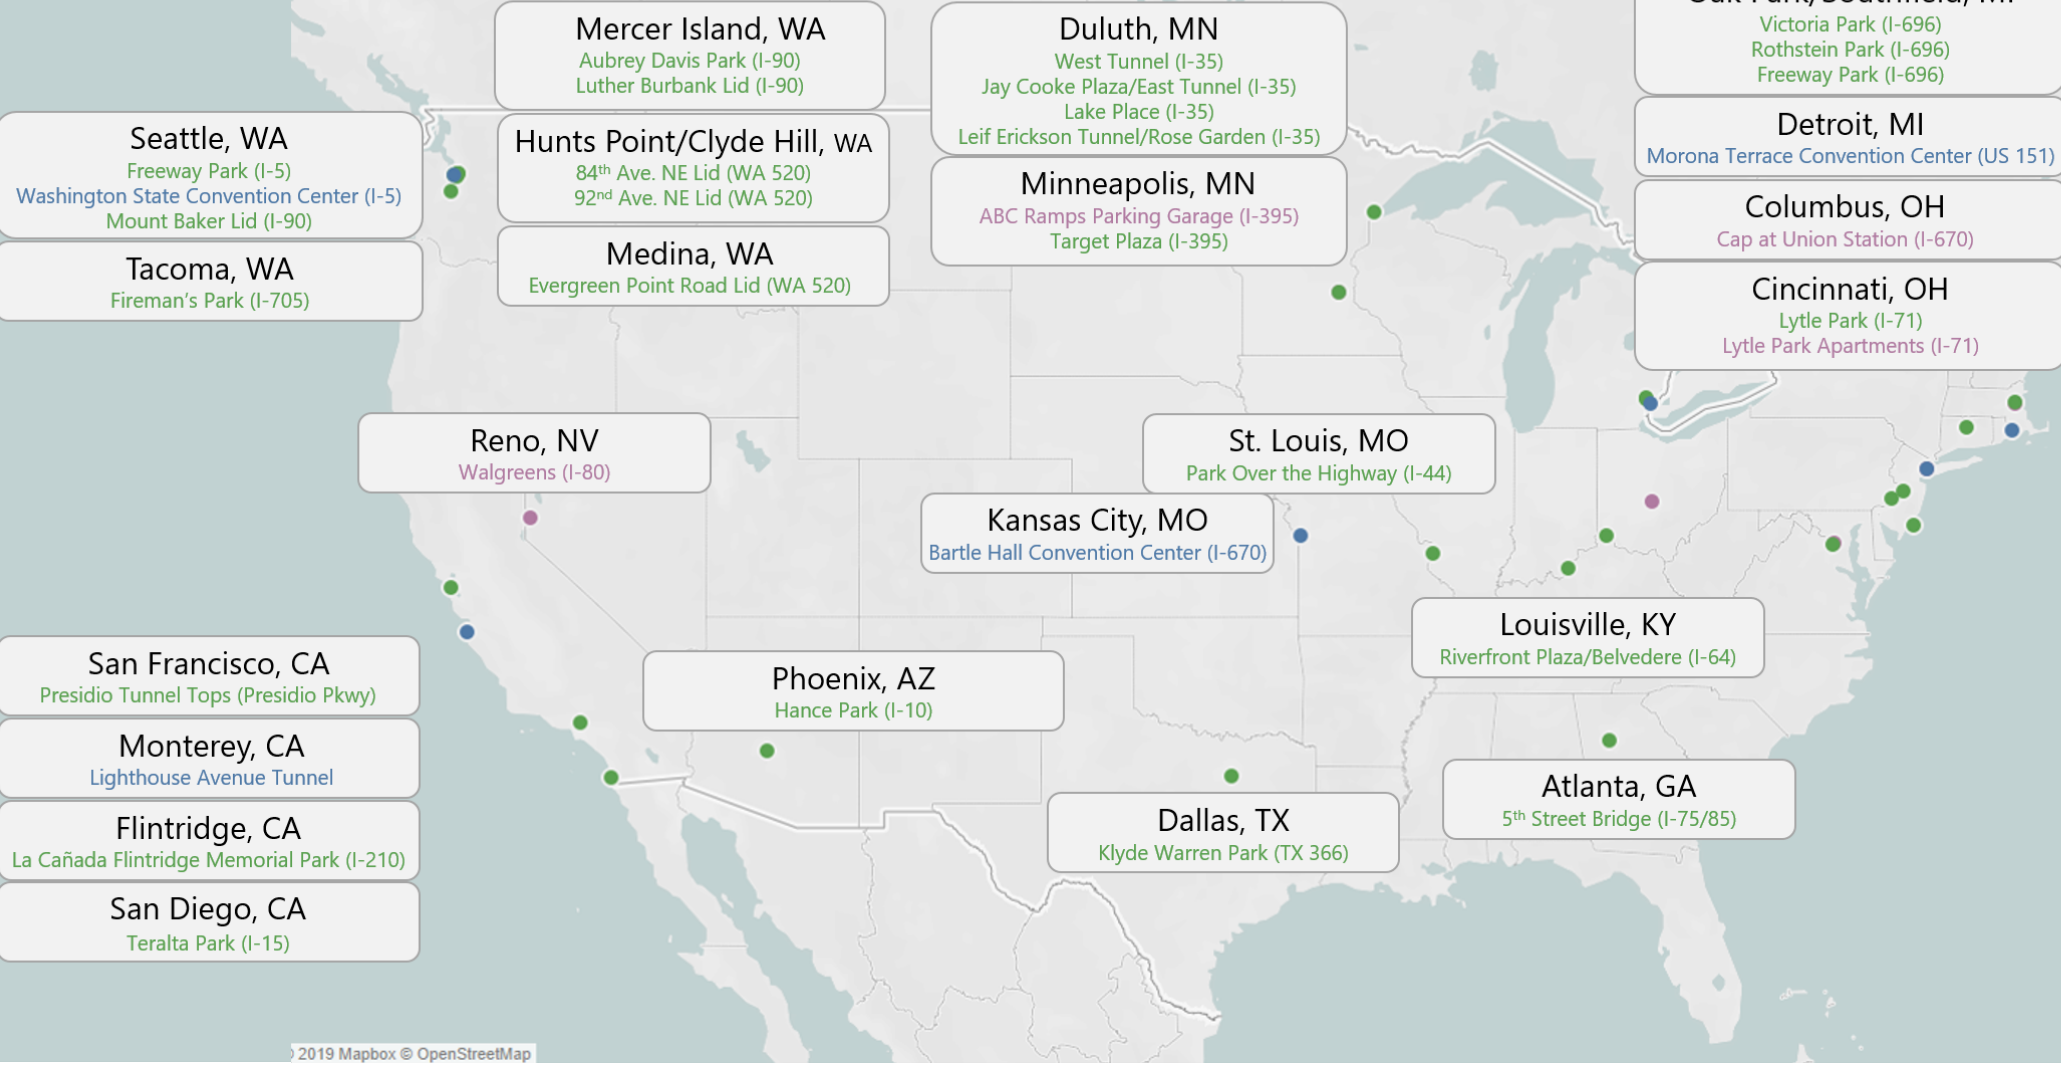 Mercer Island, WA
Aubrey Davis Park (I-90)
Luther Burbank Lid (I-90)
Duluth, MN
West Tunnel (I-35)
Jay Cooke Plaza/East Tunnel (I-35)
Lake Place (I-35)
Leif Erickson Tunnel/Rose Garden (I-35)
Victoria Park (I-696)
Rothstein Park (I-696)
Freeway Park (I-696)
Seattle, WA
Freeway Park (I-5)
Washington State Convention Center (I-5)
Mount Baker Lid (I-90)
Hunts Point/Clyde Hill, WA
84th Ave. NE Lid (WA 520)
92nd Ave. NE Lid (WA 520)
Minneapolis, MN
ABC Ramps Parking Garage (I-395)
Target Plaza (I-395)
Detroit, MI
Morona Terrace Convention Center (US 151)
Columbus, OH
Cap at Union Station (I-670)
Tacoma, WA
Fireman's Park (I-705)
Medina, WA
Evergreen Point Road Lid (WA 520)
Cincinnati, OH
Lytle Park (I-71)
Lytle Park Apartments (I-71)
Reno, NV
Walgreens (I-80)
St. Louis, MO
Park Over the Highway (I-44)
Kansas City, MO
Bartle Hall Convention Center (I-670)
Louisville, KY
Riverfront Plaza/Belvedere (I-64)
San Francisco, CA
Presidio Tunnel Tops (Presidio Pkwy)
Phoenix, AZ
Hance Park (I-10)
Monterey, CA
Lighthouse Avenue Tunnel
Flintridge, CA
La Cañada Flintridge Memorial Park (I-210)
Dallas, TX
Klyde Warren Park (TX 366)
Atlanta, GA
5th Street Bridge (I-75/85)
San Diego, CA
Teralta Park (I-15)
2019 Mapbox © OpenStreetMap